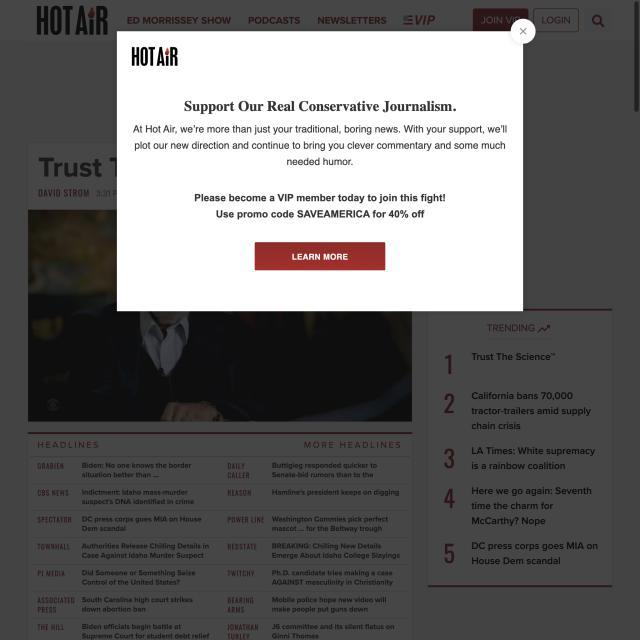 HOT AIR
ED MORRISSEY SHOW PODCASTS NEWSLETTERS VIP JOIN VIP LOGIN
×
HOT AIR
Support Our Real Conservative Journalism.
At Hot Air, we're more than just your traditional, boring news. With your support, we'll
plot our new direction and continue to bring you clever commentary and some much
needed humor.
Please become a VIP member today to join this fight!
Use promo code SAVEAMERICA for 40% off
LEARN MORE
Trust
DAVID STROM 3:31
TRENDING
1 Trust The Science™
2 California bans 70,000
tractor-trailers amid supply
chain crisis
3 LA Times: White supremacy
is a rainbow coalition
4 Here we go again: Seventh
time the charm for
McCarthy? Nope
5 DC press corps goes MIA on
House Dem scandal
HEADLINES MORE HEADLINES
GRABIEN Biden: No one knows the border
situation better than ...
DAILY
CALLER
Buttigieg responded quicker to
Senate-bid rumors than to the
CBS NEWS Indictment: Idaho mass-murder
suspect's DNA identified in crime
REASON Hamline's president keeps on digging
SPECTATOR DC press corps goes MIA on House
Dem scandal
POWER LINE Washington Commies pick perfect
mascot ... for the Beltway trough
TOWNHALL Authorities Release Chilling Details in
Case Against Idaho Murder Suspect
REDSTATE BREAKING: Chilling New Details
Emerge About Idaho College Slayings
PJ MEDIA Did Someone or Something Seize
Control of the United States?
TWITCHY Ph.D. candidate tries making a case
AGAINST masculinity in Christianity
ASSOCIATED
PRESS
South Carolina high court strikes
down abortion ban
BEARING
ARMS
Mobile police hope new video will
make people put guns down
THE HILL Biden officials begin battle at
Supreme Court for student debt relief
JONATHAN
TURLEY
J6 committee and its silent flatus on
Ginni Thomas